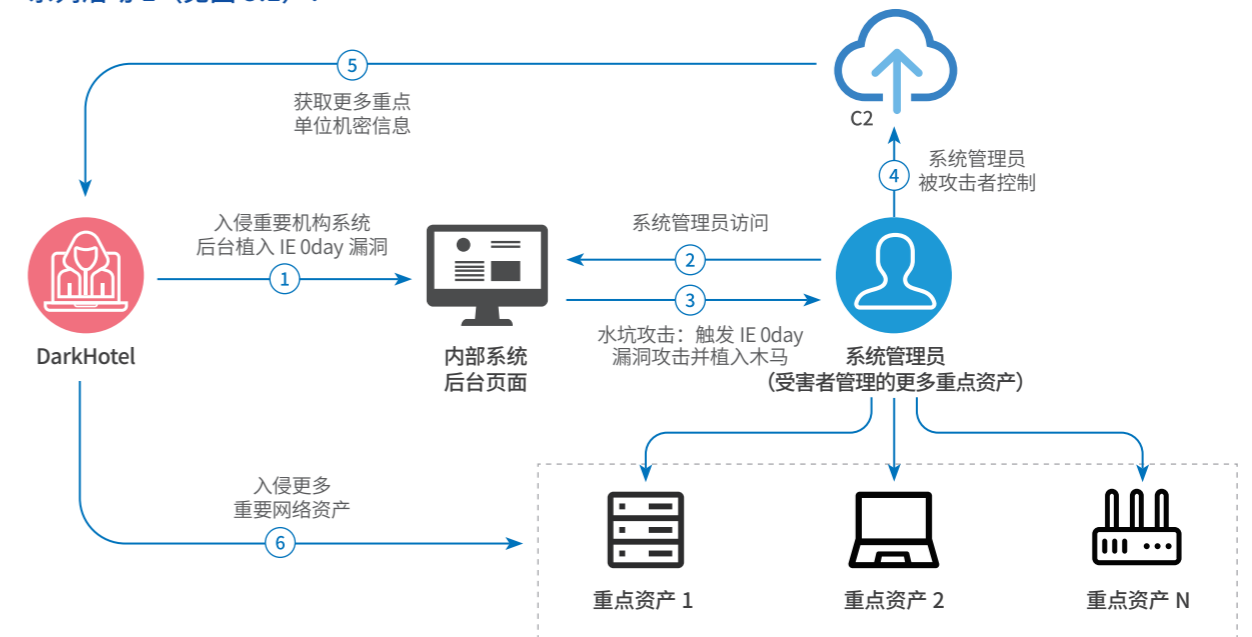 5
获取更多重点
单位机密信息
C2
4
系统管理员
被攻击者控制
入侵重要机构系统
后台植入 IE 0day 漏洞
1
系统管理员访问
2
3
水坑攻击：触发 IE 0day
漏洞攻击并植入木马
DarkHotel
内部系统
后台页面
系统管理员
（受害者管理的更多重点资产）
入侵更多
重要网络资产
6
重点资产 1
重点资产 2
重点资产 N